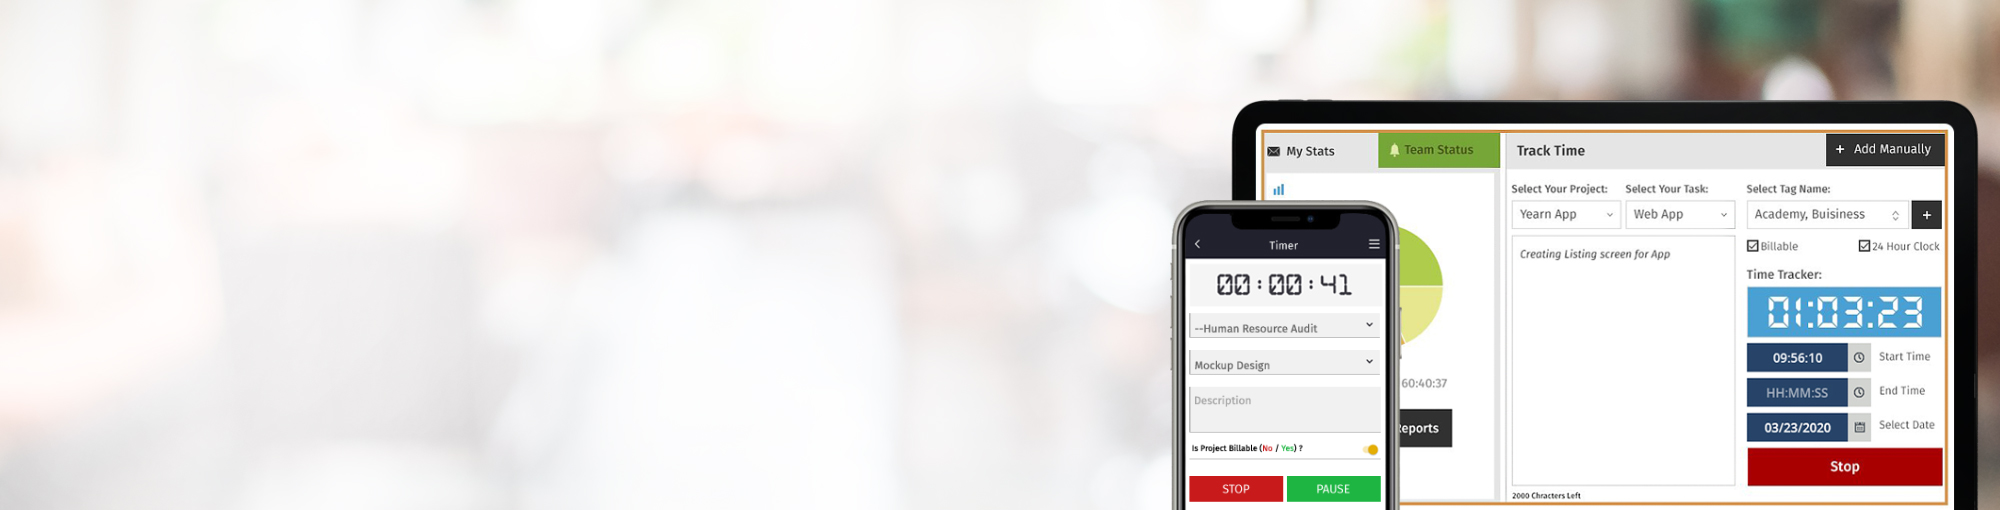 My Stats
Team Status
Track Time
+ Add Manually
Select Your Project:
Select Your Task:
Select Tag Name:
Yearn App
Web App
Academy, Buisiness
+
Billable
24 Hour Clock
Creating Listing screen for App
Time Tracker:
01:03:23
09:56:10
Start Time
HH:MM:SS
End Time
03/23/2020
Select Date
Stop
2000 Chracters Left
60:40:37
Timer
00:00:41
--Human Resource Audit
Mockup Design
Description
Is Project Billable (No / Yes) ?
STOP
PAUSE